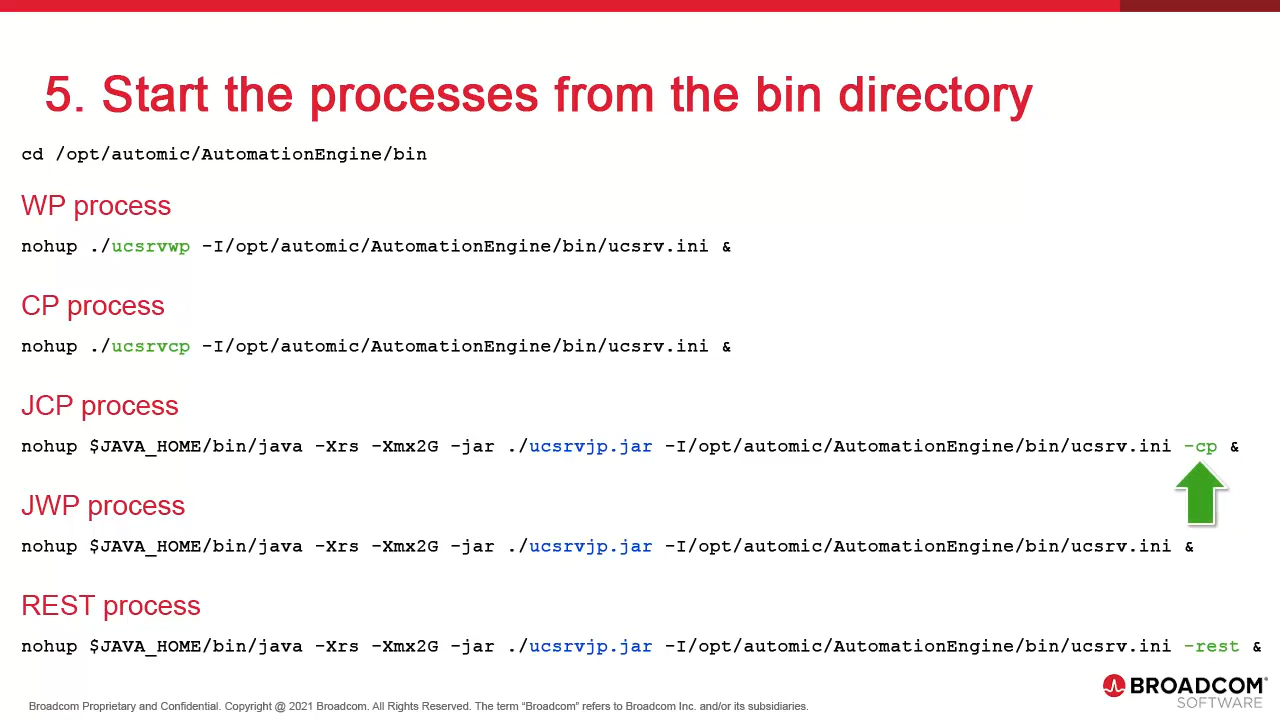 5. Start the processes from the bin directory
cd /opt/automic/AutomationEngine/bin
WP process
nohup ./ucsrvwp -I/opt/automic/AutomationEngine/bin/ucsrv.ini &
CP process
nohup ./ucsrvcp -I/opt/automic/AutomationEngine/bin/ucsrv.ini &
JCP process
nohup $JAVA_HOME/bin/java -Xrs -Xmx2G -jar ./ucsrvjp.jar -I/opt/automic/AutomationEngine/bin/ucsrv.ini -cp &
JWP process
nohup $JAVA_HOME/bin/java -Xrs -Xmx2G -jar ./ucsrvjp.jar -I/opt/automic/AutomationEngine/bin/ucsrv.ini &
REST process
nohup $JAVA_HOME/bin/java -Xrs -Xmx2G -jar ./ucsrvjp.jar -I/opt/automic/AutomationEngine/bin/ucsrv.ini -rest &
BROADCOM®
SOFTWARE
Broadcom Proprietary and Confidential. Copyright @ 2021 Broadcom. All Rights Reserved. The term “Broadcom” refers to Broadcom Inc. and/or its subsidiaries.